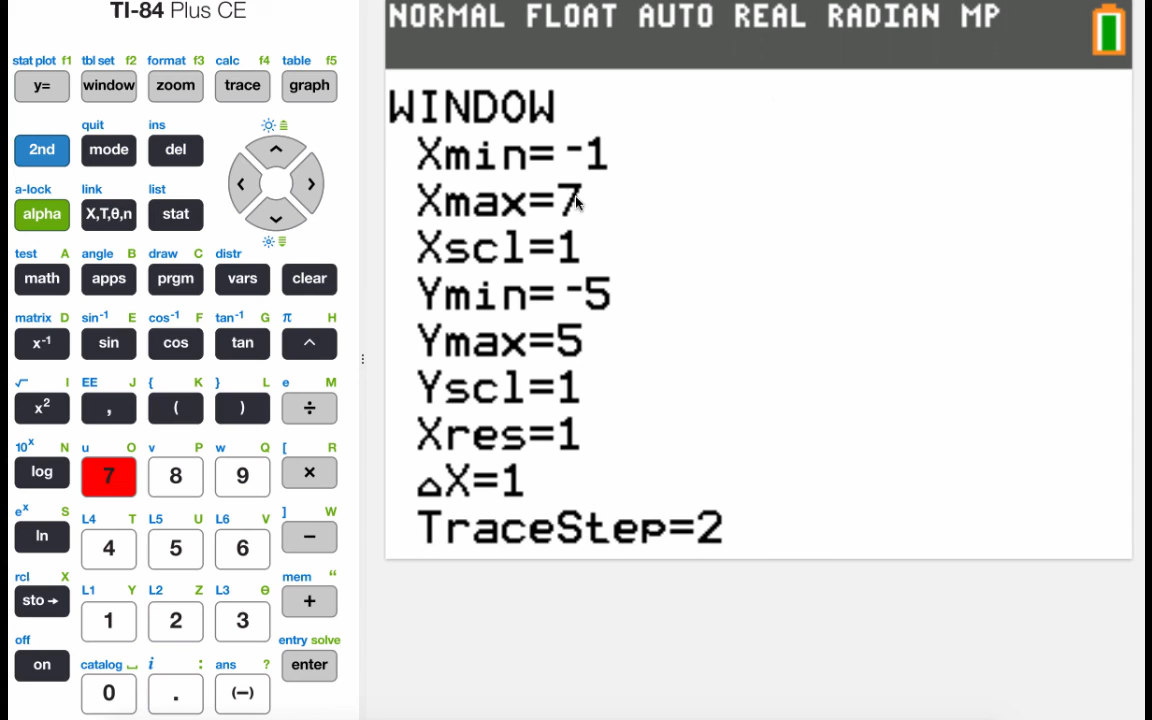 TI-84 Plus CE
stat plot f1 tbl set f2 format f3 calc f4 table f5
y= window zoom trace graph
quit ins
2nd mode del
a-lock link list
alpha X,T,θ,n stat
test A angle B draw C distr
math apps prgm vars clear
matrix D sin⁻¹ E cos⁻¹ F tan⁻¹ G π H
x⁻¹ sin cos tan ^
√ I EE J { K } L e M
x² , ( ) ÷
10ˣ N u O v P w Q [ R
log 7 8 9 ×
eˣ S L4 T L5 U L6 V ] W
ln 4 5 6 −
rcl X L1 Y L2 Z L3 θ mem “
sto→ 1 2 3 +
off catalog ⎵ i : ans ? entry solve
on 0 . (−) enter
NORMAL FLOAT AUTO REAL RADIAN MP
WINDOW
Xmin=⁻1
Xmax=7
Xscl=1
Ymin=⁻5
Ymax=5
Yscl=1
Xres=1
△X=1
TraceStep=2